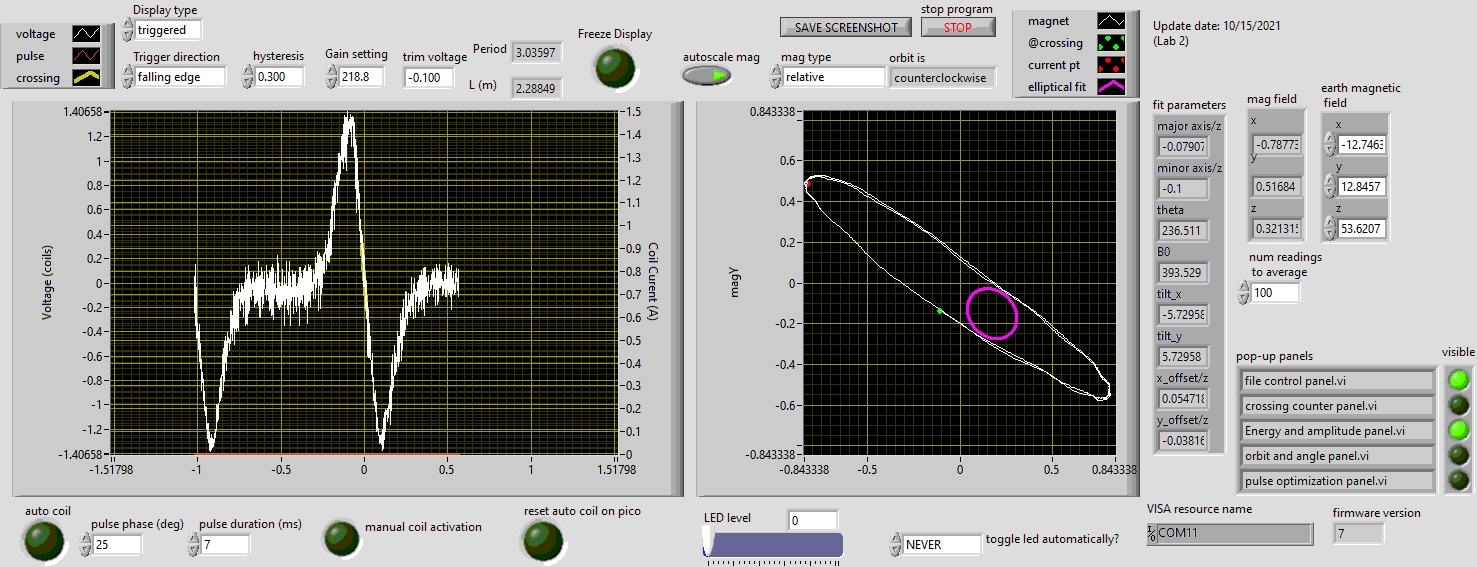 voltage
pulse
crossing
Display type
triggered
Trigger direction
falling edge
hysteresis
0.300
Gain setting
218.8
trim voltage
-0.100
Period
3.03597
L (m)
2.28849
Freeze Display
autoscale mag
SAVE SCREENSHOT
stop program
STOP
mag type
relative
orbit is
counterclockwise
magnet
@crossing
current pt
elliptical fit
Update date: 10/15/2021
(Lab 2)
Voltage (coils)
1.40658
1.2
1
0.8
0.6
0.4
0.2
0
-0.2
-0.4
-0.6
-0.8
-1
-1.2
-1.40658
-1.51798
-1
-0.5
0
0.5
1
1.51798
1.5
1.4
1.3
1.2
1.1
1
0.9
0.8
0.7
0.6
0.5
0.4
0.3
0.2
0.1
0
Coil Current (A)
magy
0.843338
0.6
0.4
0.2
0
-0.2
-0.4
-0.6
-0.843338
-0.843338
-0.5
0
0.5
0.843338
fit parameters
major axis/z
-0.07907
minor axis/z
-0.1
theta
236.511
B0
393.529
tilt_x
-5.72958
tilt_y
5.72958
x_offset/z
0.054718
y_offset/z
-0.03816
mag field
x
-0.78773
y
0.51684
z
0.321315
earth magnetic
field
x
-12.7463
y
12.8457
z
53.6207
num readings
to average
100
pop-up panels
visible
file control panel.vi
crossing counter panel.vi
Energy and amplitude panel.vi
orbit and angle panel.vi
pulse optimization panel.vi
auto coil
pulse phase (deg)
25
pulse duration (ms)
7
manual coil activation
reset auto coil on pico
LED level
0
NEVER
toggle led automatically?
VISA resource name
COM11
firmware version
7